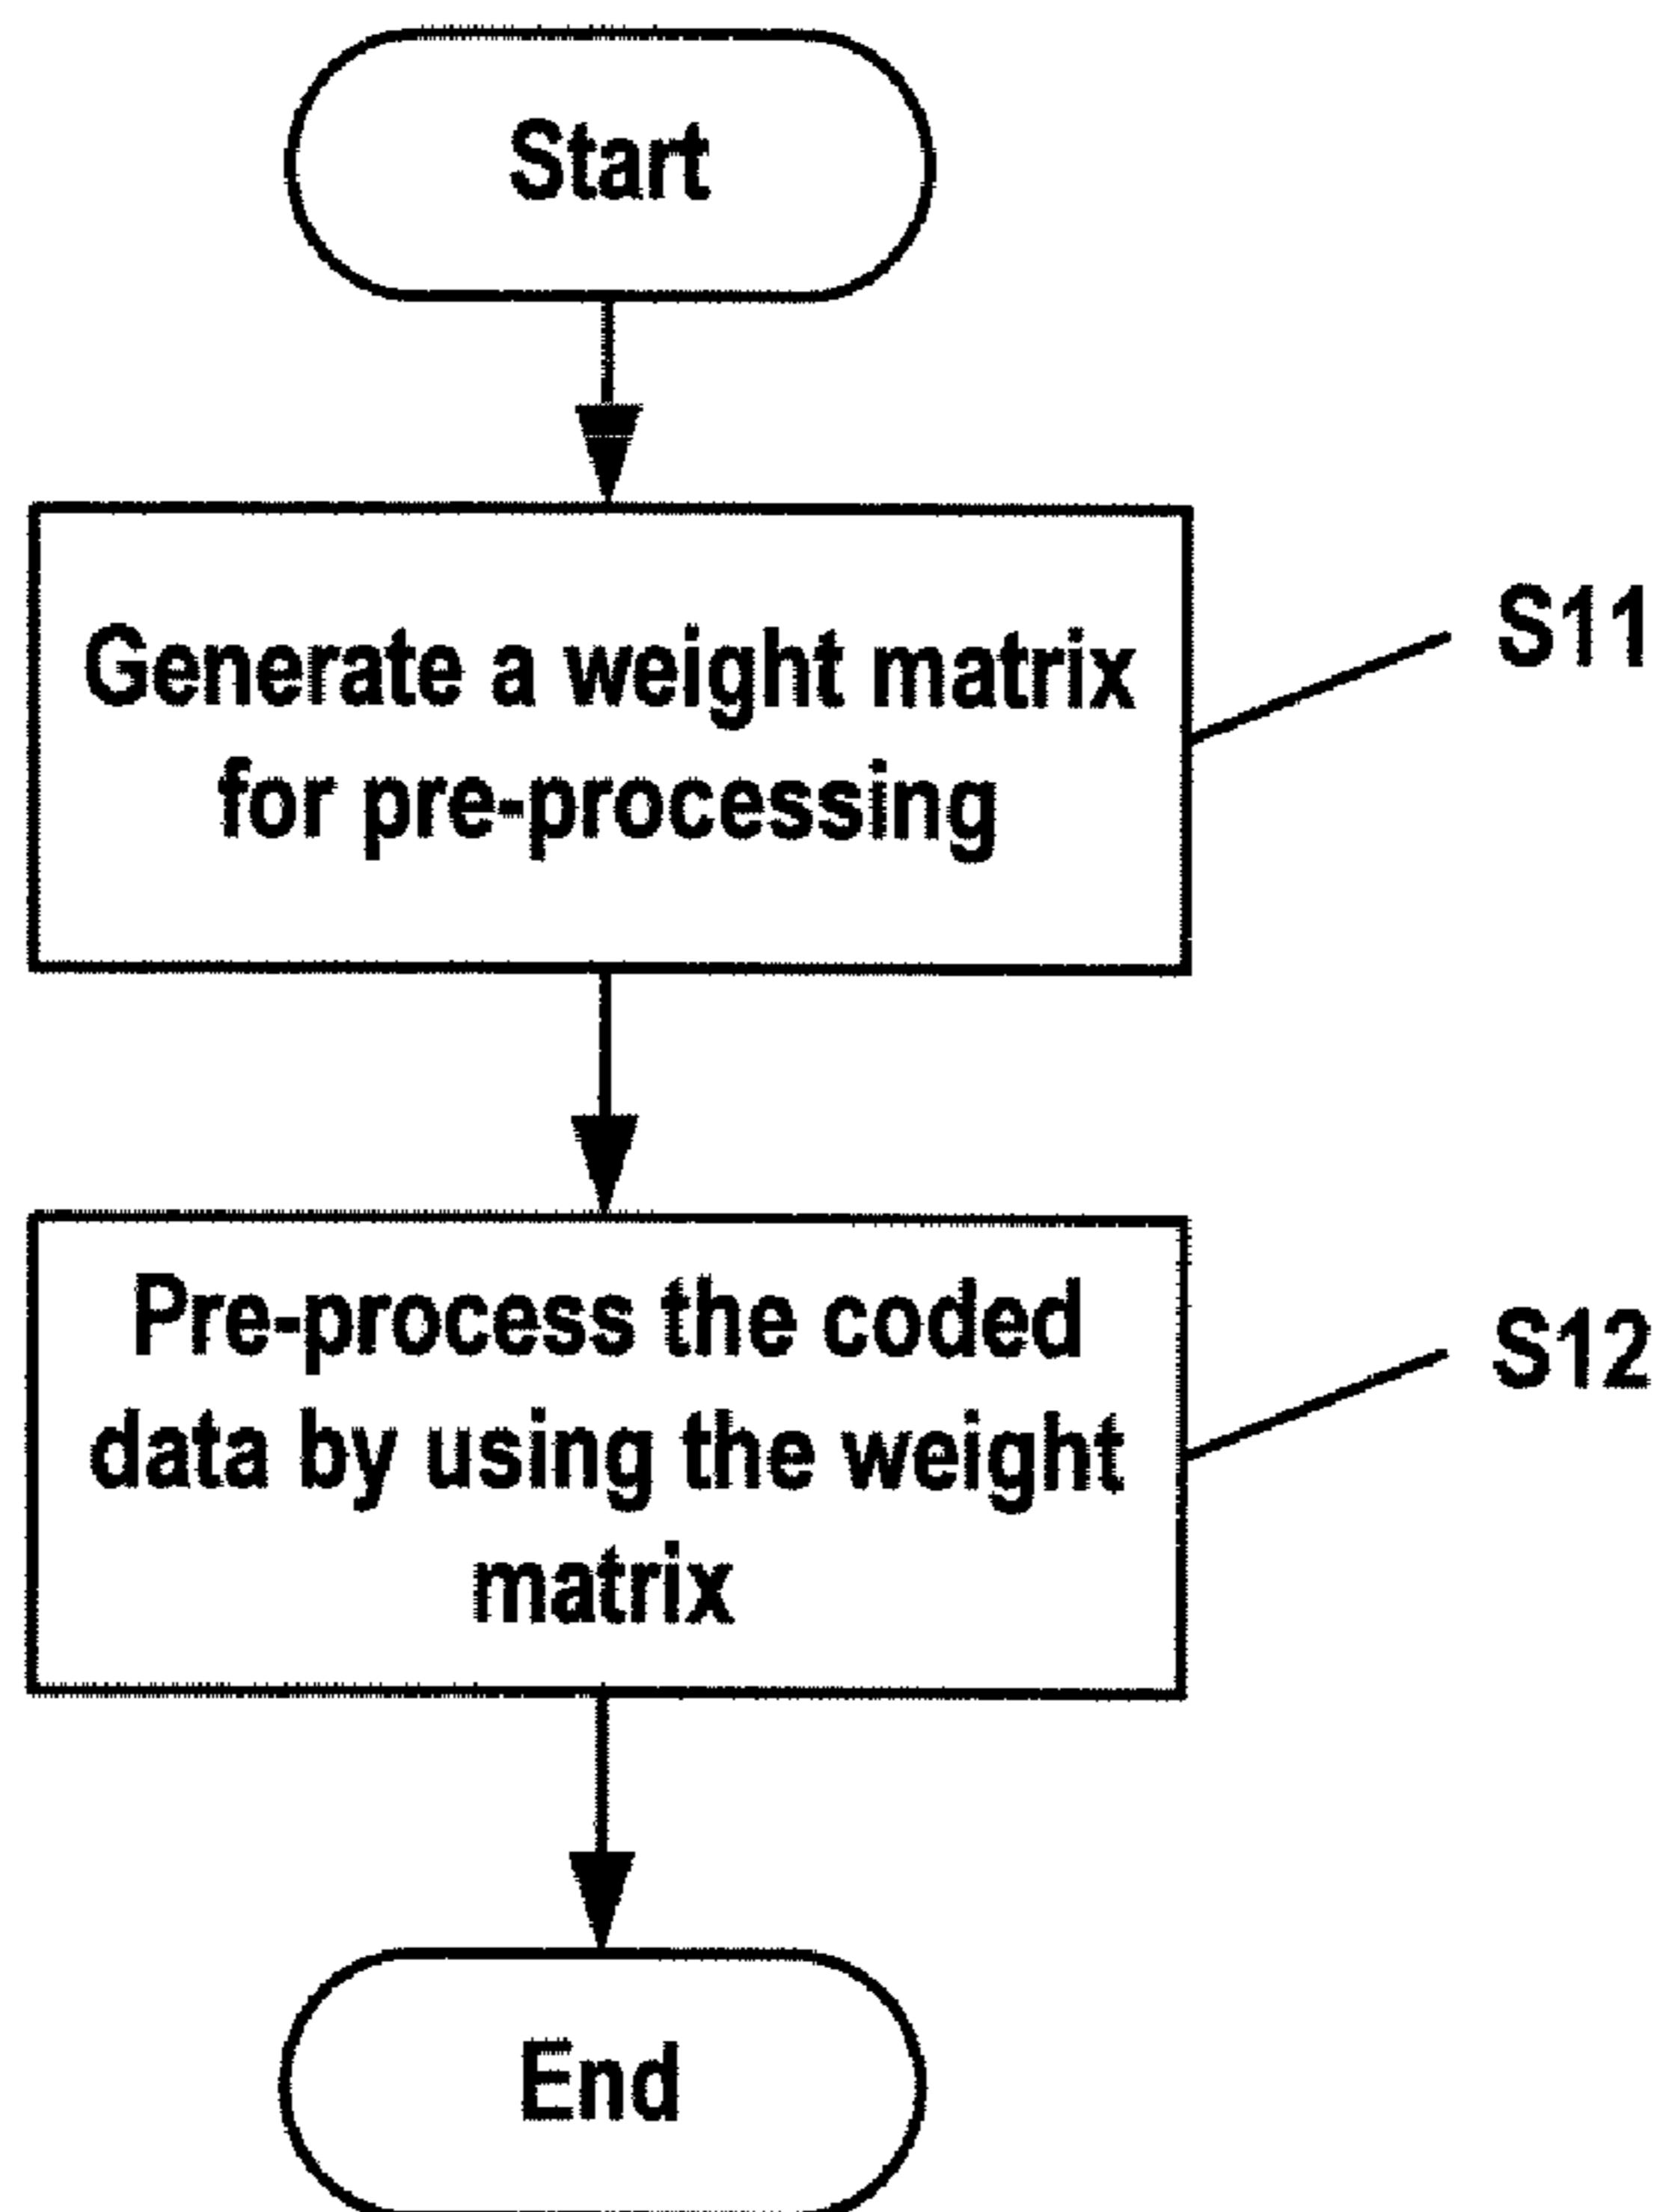 Start
Generate a weight matrix
for pre-processing
S11
Pre-process the coded
data by using the weight
matrix
S12
End